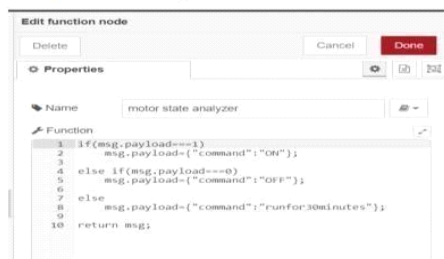 Edit function node
Delete Cancel Done
Properties
Name motor state analyzer
Function
1 if(msg.payload===1)
2 msg.payload={"command":"ON"};
3
4 else if(msg.payload===0)
5 msg.payload={"command":"OFF"};
6
7 else
8 msg.payload={"command":"runfor30minutes"};
9
10 return msg;